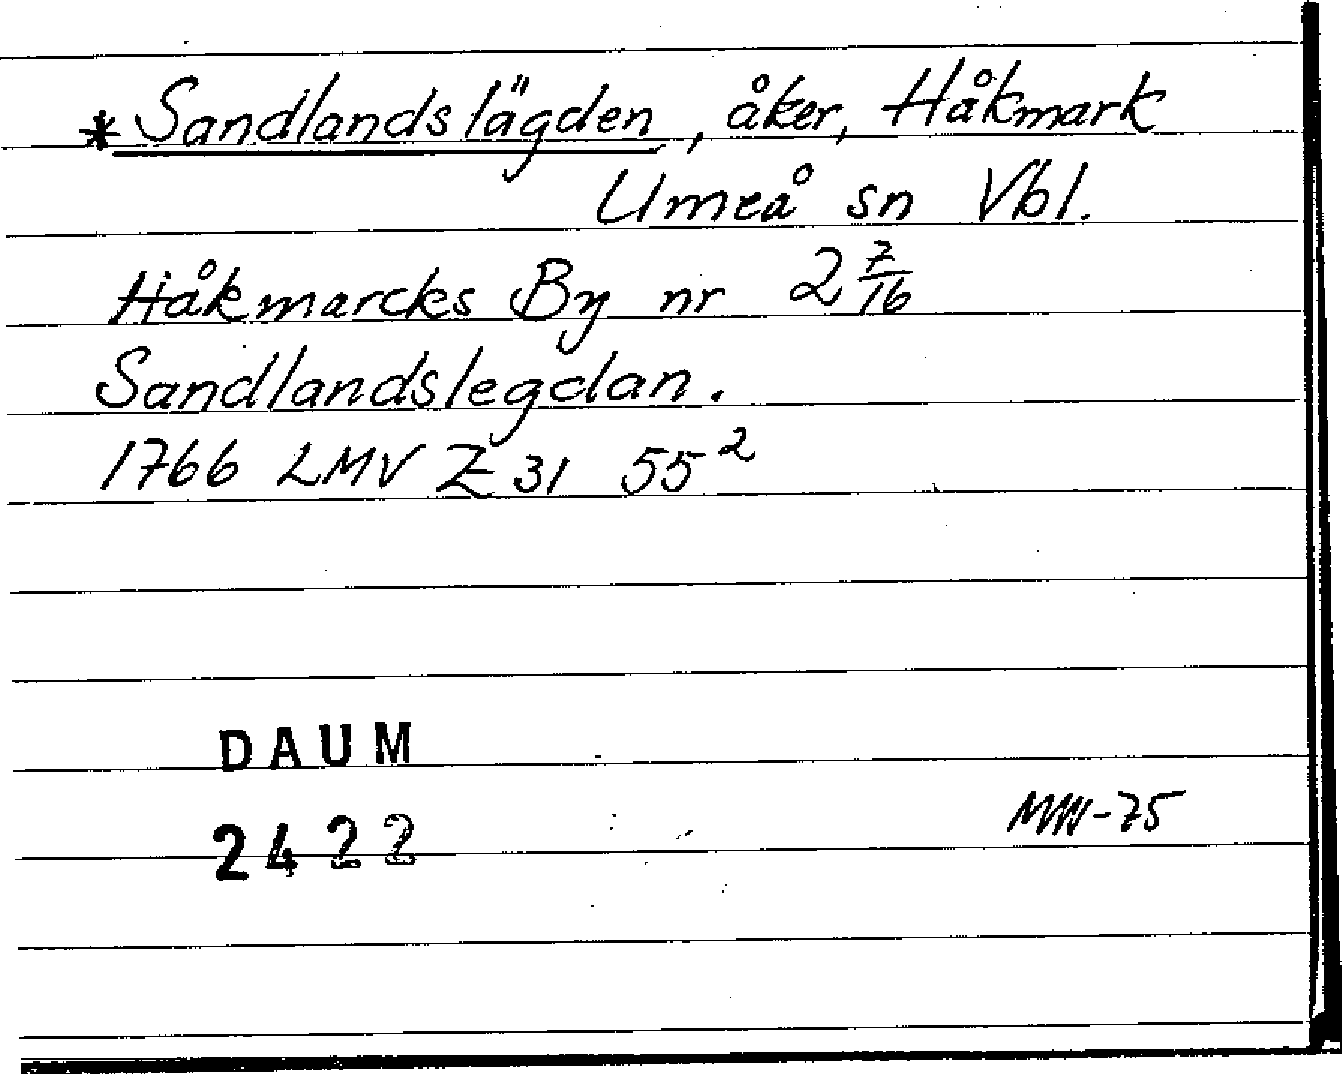 * Sandlandslägden, åker, Håkmark
Umeå sn Vbl.
Håkmarcks By nr 2 7/16
Sandlandslegdan.
1766 LMV Z 31 55²
DAUM
2422
-75